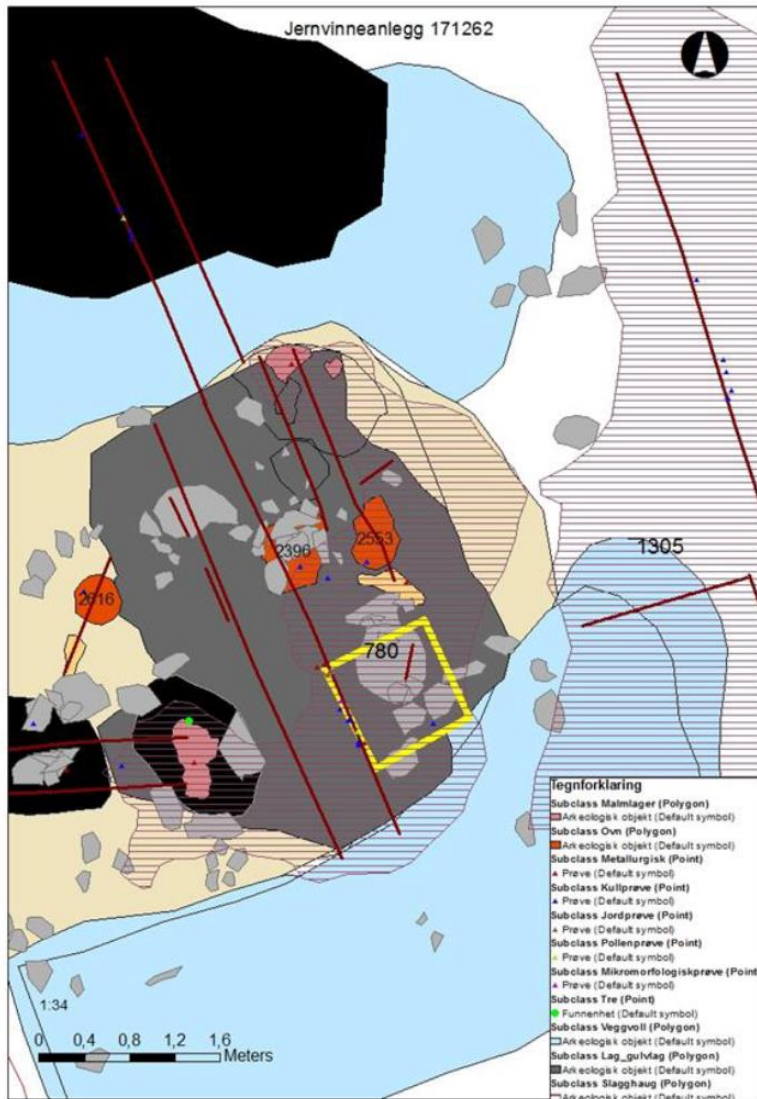 Jernvinneanlegg 171262
2553
1305
2396
2616
780
Tegnforklaring
Subclass Malmlager (Polygon)
Arkeologisk objekt (Default symbol)
Subclass Ovn (Polygon)
Arkeologisk objekt (Default symbol)
Subclass Metallurgisk (Point)
Prøve (Default symbol)
Subclass Kullprøve (Point)
Prøve (Default symbol)
Subclass Jordprøve (Point)
Prøve (Default symbol)
Subclass Pollenprøve (Point)
Prøve (Default symbol)
Subclass Mikromorfologiskprøve (Point
Prøve (Default symbol)
Subclass Tre (Point)
Funnenhet (Default symbol)
Subclass Veggvoll (Polygon)
Arkeologisk objekt (Default symbol)
Subclass Lag_gulvlag (Polygon)
Arkeologisk objekt (Default symbol)
Subclass Slagghaug (Polygon)
Arkeologisk objekt (Default symbol)
1:34
0 0,4 0,8 1,2 1,6
Meters